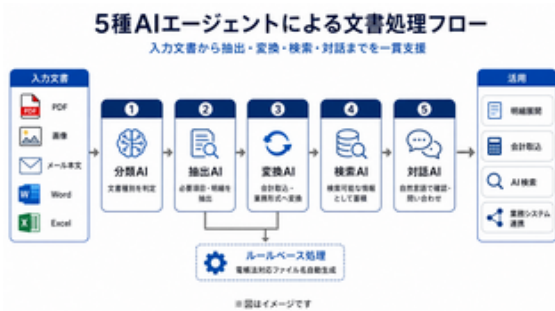 5種AIエージェントによる文書処理フロー
入力文書から抽出・変換・検索・対話までを一貫支援
入力文書
PDF
PDF
画像
メール本文
Word
Excel
1
分類AI
文書種別を判定
2
抽出AI
必要項目・明細を
抽出
3
変換AI
会計取込・
業務形式へ変換
4
検索AI
検索可能な情報
として蓄積
5
対話AI
自然言語で確認・
問い合わせ
ルールベース処理
電帳法対応ファイル名自動生成
活用
明細展開
会計取込
AI検索
業務システム
連携
※図はイメージです